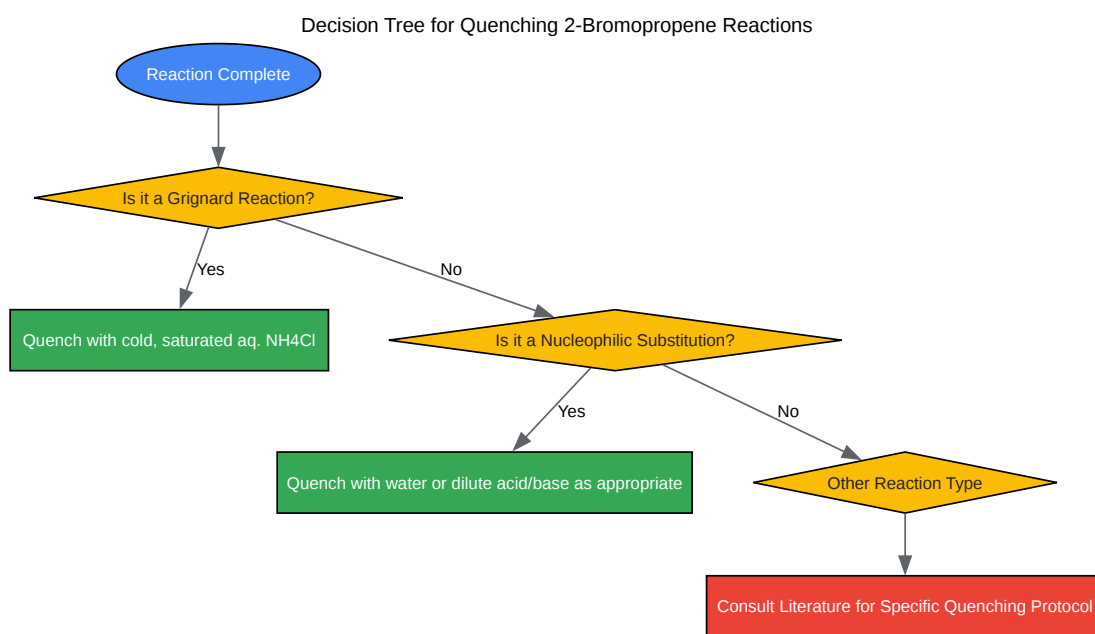 Decision Tree for Quenching 2-Bromopropene Reactions
Reaction Complete
Is it a Grignard Reaction?
Yes
No
Quench with cold, saturated aq. NH4Cl
Is it a Nucleophilic Substitution?
Yes
No
Quench with water or dilute acid/base as appropriate
Other Reaction Type
Consult Literature for Specific Quenching Protocol